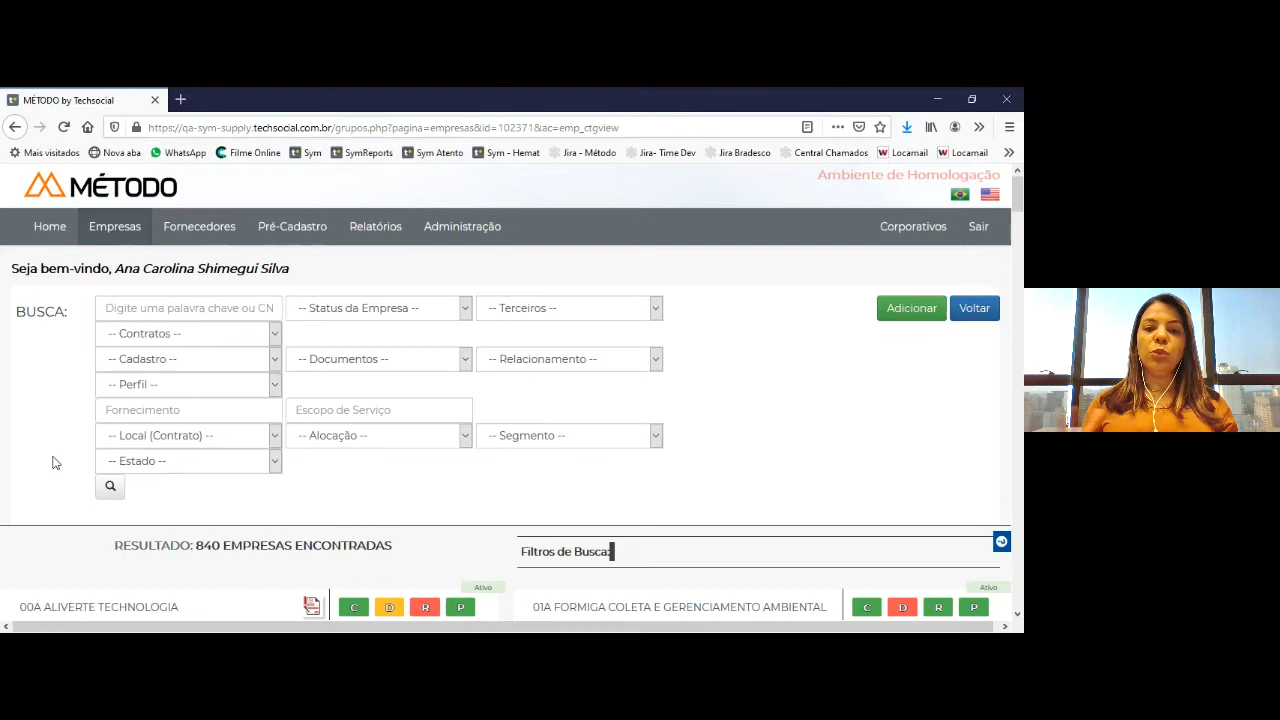 MÉTODO by Techsocial
https://qa-sym-supply.techsocial.com.br/grupos.php?pagina=empresas&id=102371&ac=emp_ctgview
Mais visitados Nova aba WhatsApp Filme Online Sym SymReports Sym Atento Sym - Hemat Jira - Método Jira- Time Dev Jira Bradesco Central Chamados Locamail Locamail
MÉTODO
Ambiente de Homologação
Home Empresas Fornecedores Pré-Cadastro Relatórios Administração Corporativos Sair
Seja bem-vindo, Ana Carolina Shimegui Silva
BUSCA: Digite uma palavra chave ou CN -- Status da Empresa -- -- Terceiros -- Adicionar Voltar
-- Contratos --
-- Cadastro -- -- Documentos -- -- Relacionamento --
-- Perfil --
Fornecimento Escopo de Serviço
-- Local (Contrato) -- -- Alocação -- -- Segmento --
-- Estado --
RESULTADO: 840 EMPRESAS ENCONTRADAS
Filtros de Busca:
Ativo Ativo
00A ALIVERTE TECHNOLOGIA C D R P 01A FORMIGA COLETA E GERENCIAMENTO AMBIENTAL C D R P